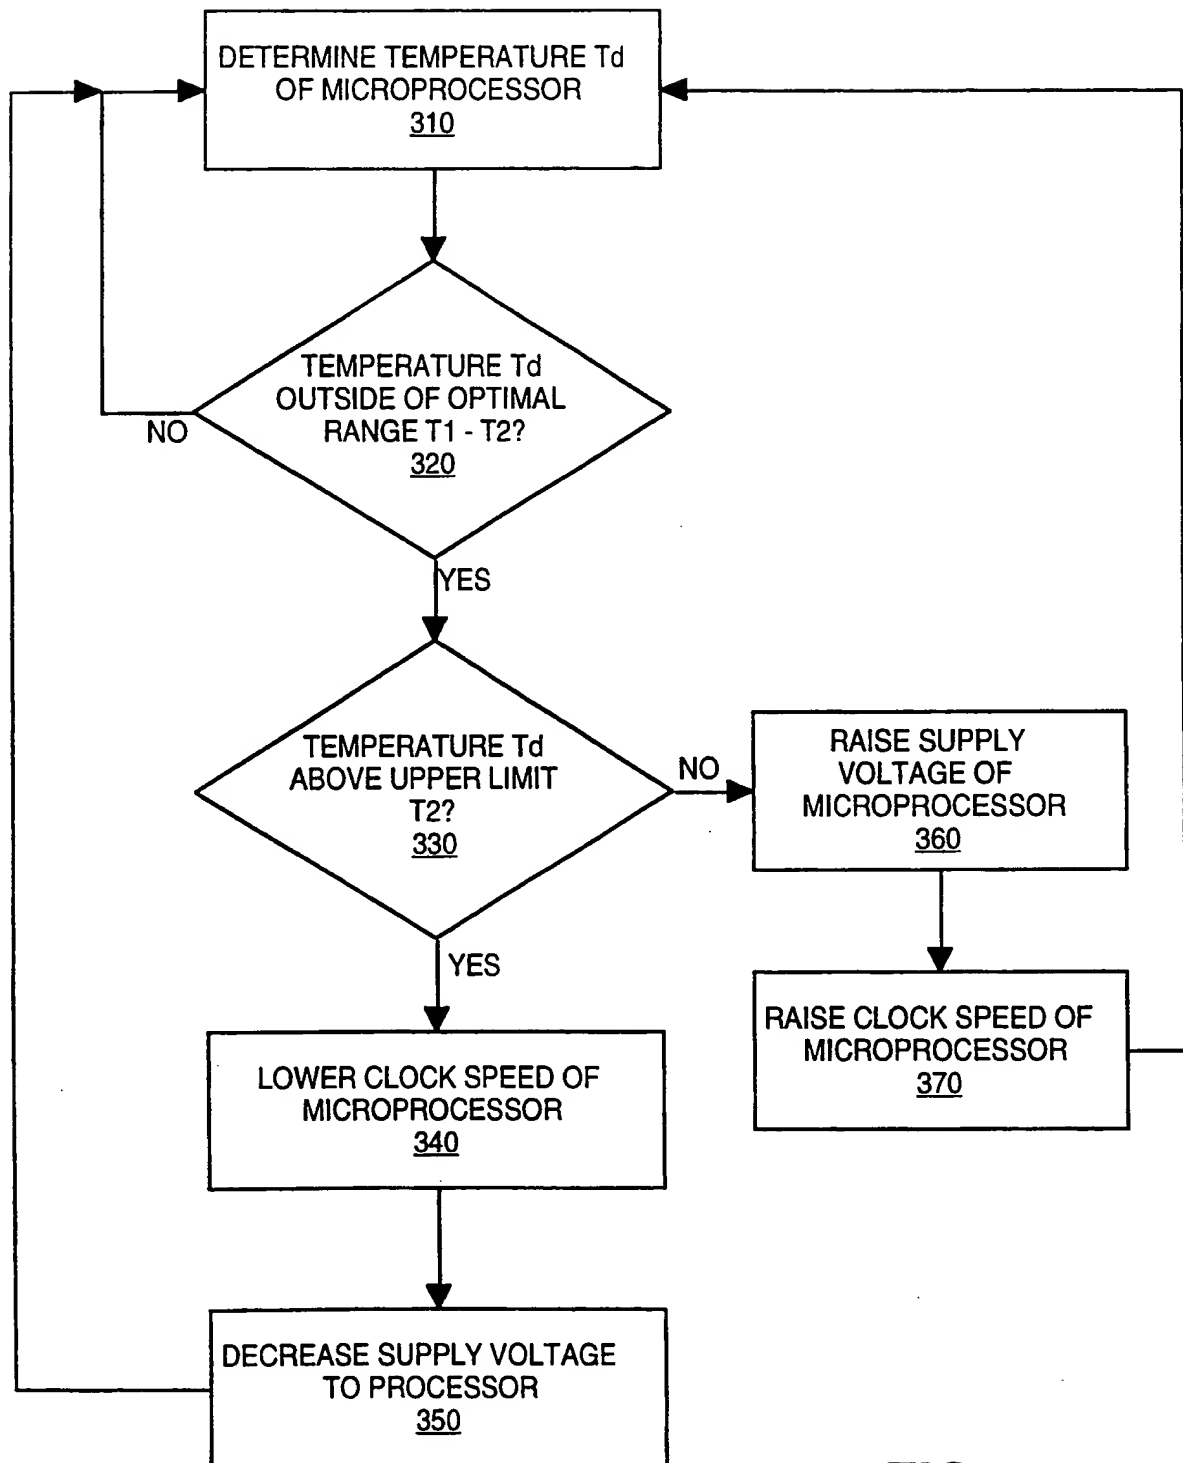 DETERMINE TEMPERATURE Td
OF MICROPROCESSOR
310
TEMPERATURE Td
OUTSIDE OF OPTIMAL
RANGE T1 - T2?
320
NO
YES
TEMPERATURE Td
ABOVE UPPER LIMIT
T2?
330
NO
RAISE SUPPLY
VOLTAGE OF
MICROPROCESSOR
360
YES
RAISE CLOCK SPEED OF
MICROPROCESSOR
370
LOWER CLOCK SPEED OF
MICROPROCESSOR
340
DECREASE SUPPLY VOLTAGE
TO PROCESSOR
350